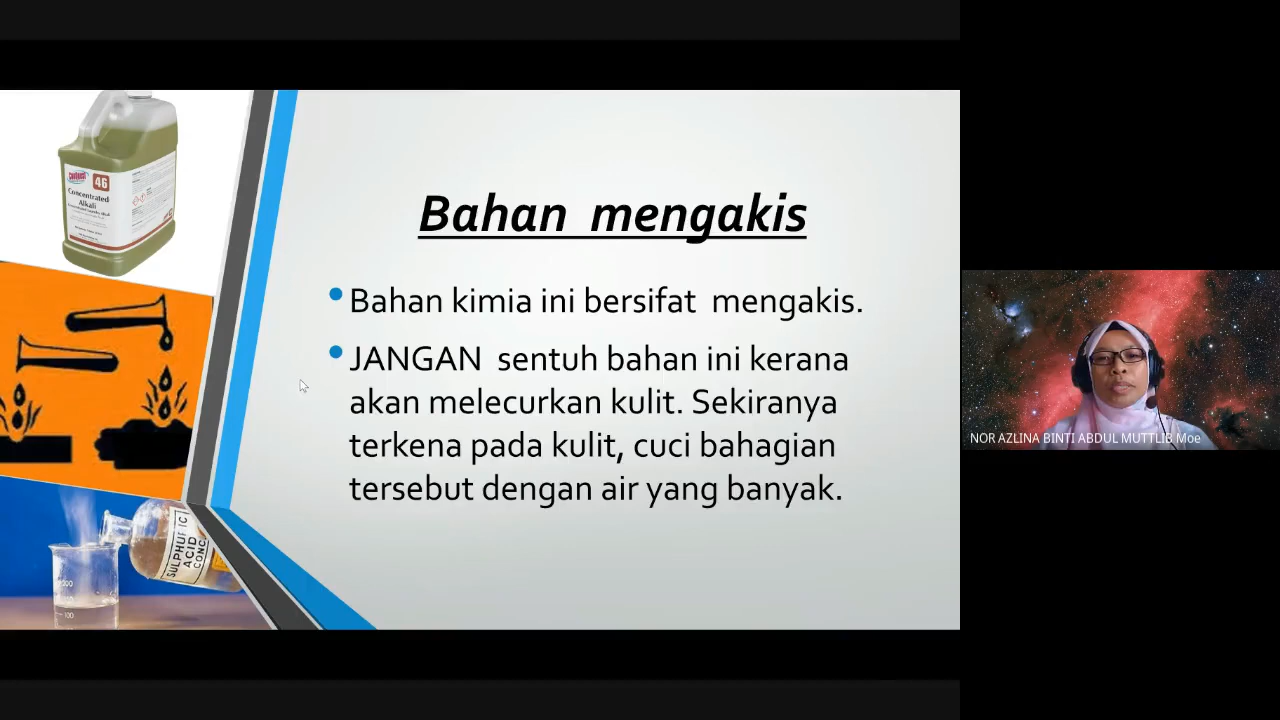 Bahan mengakis
Bahan kimia ini bersifat mengakis.
JANGAN sentuh bahan ini kerana
akan melecurkan kulit. Sekiranya
terkena pada kulit, cuci bahagian
tersebut dengan air yang banyak.
46
Concentrated
Alkali
SULPHURIC
ACID
CONC
100
NOR AZLINA BINTI ABDUL MUTTLIB Moe